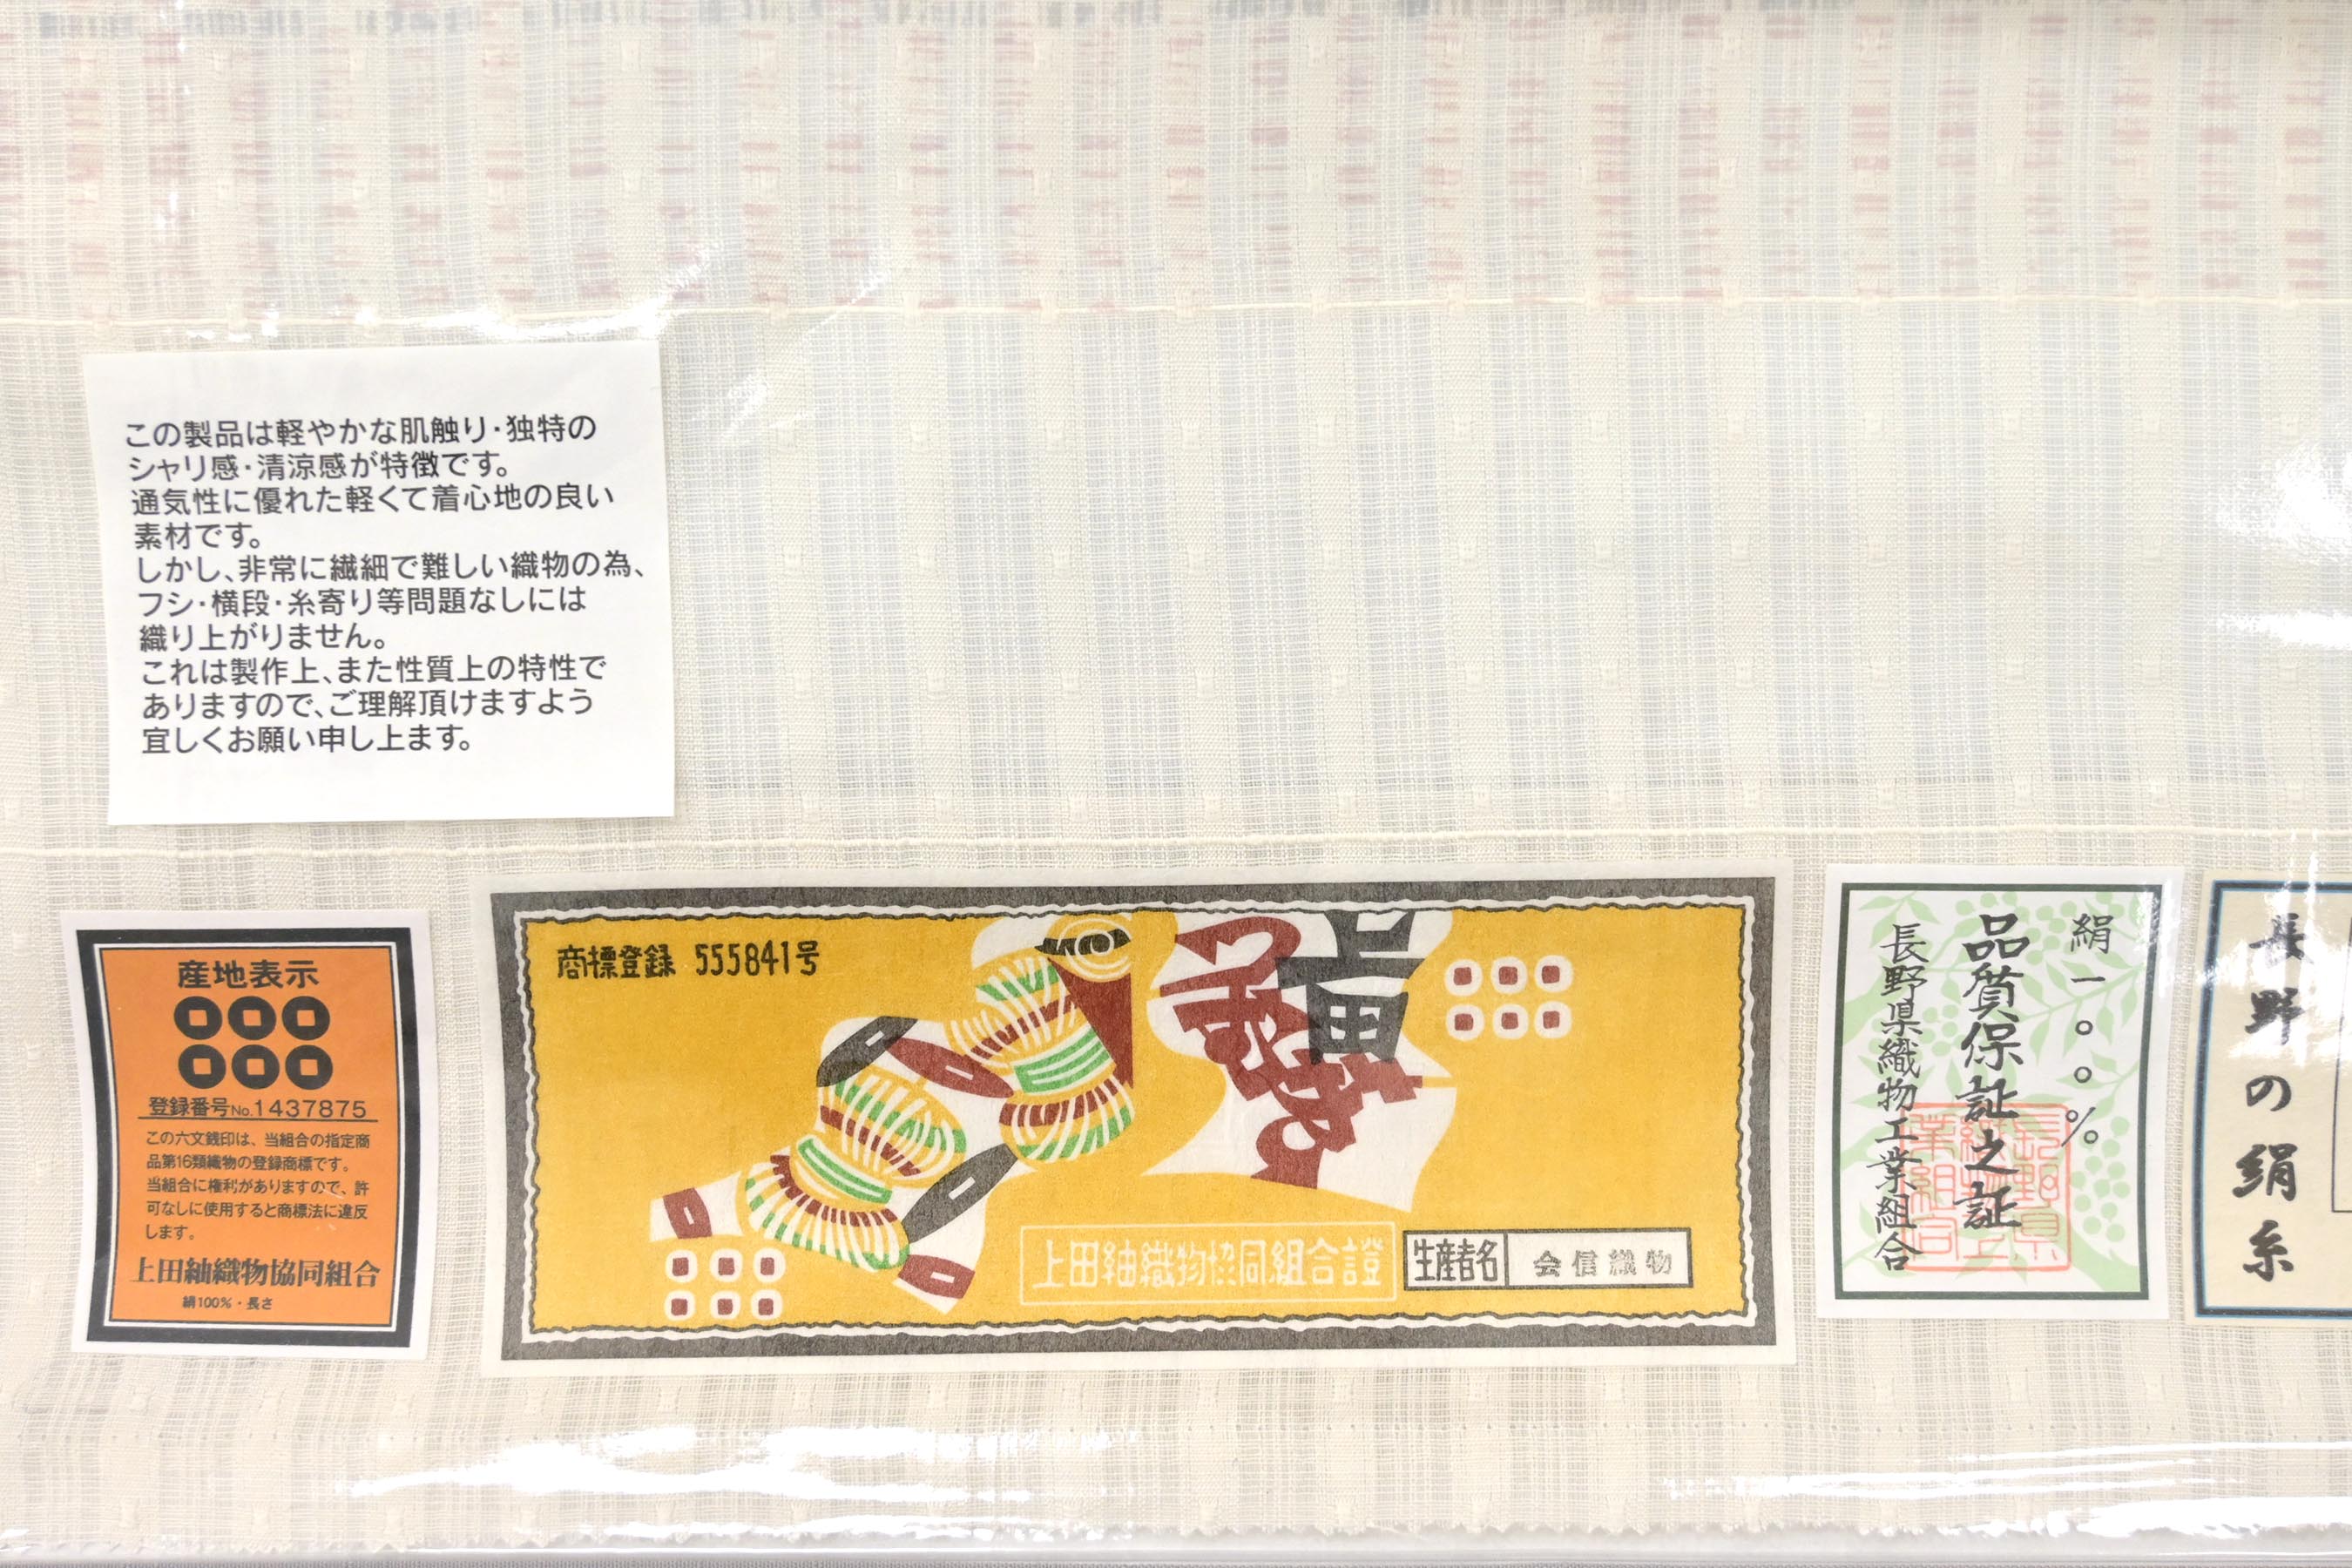 この製品は軽やかな肌触り・独特の
シャリ感・清涼感が特徴です。
通気性に優れた軽くて着心地の良い
素材です。
しかし、非常に繊細で難しい織物の為、
フシ・横段・糸寄り等問題なしには
織り上がりません。
これは製作上、また性質上の特性で
ありますので、ご理解頂けますよう
宜しくお願い申し上ます。
産地表示
登録番号No.1437875
この六文銭印は、当組合の指定商
品第16類織物の登録商標です。
当組合に権利がありますので、許
可なしに使用すると商標法に違反
します。
上田紬織物協同組合
絹100%・長さ
商標登録 555841号
上田
上田紬織物協同組合證
生産者名 会信織物
絹一〇〇%
品質保証之証
長野県織物工業組合
長野の絹糸